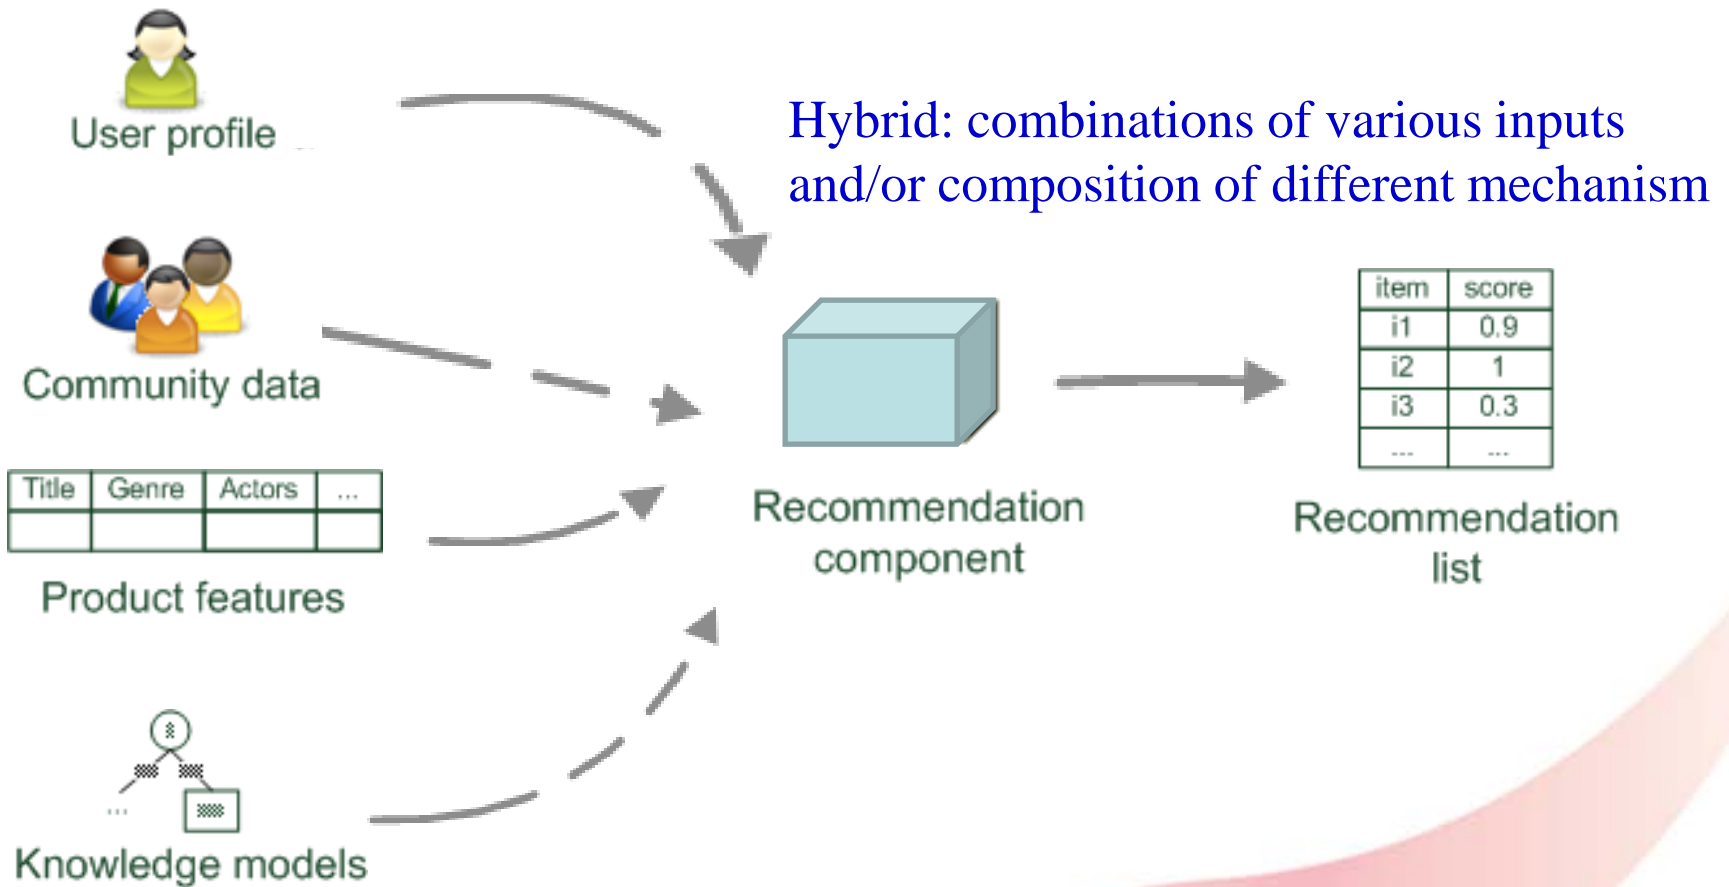 User profile
Hybrid: combinations of various inputs
and/or composition of different mechanism
Community data
Title Genre Actors ...
Product features
Knowledge models
...
Recommendation
component
item score
i1 0.9
i2 1
i3 0.3
... ...
Recommendation
list